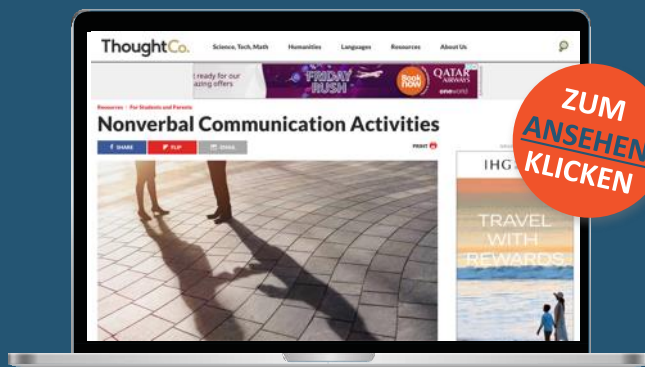 ThoughtCo.
Science, Tech, Math
Humanities
Languages
Resources
About Us
ready for our
azing offers
FRIDAY
RUSH
Book
now
QATAR
AIRWAYS
oneworld
Resources › For Students and Parents
Nonverbal Communication Activities
SHARE
FLIP
EMAIL
PRINT
IHG
TRAVEL
WITH
REWARDS
ZUM
ANSEHEN
KLICKEN